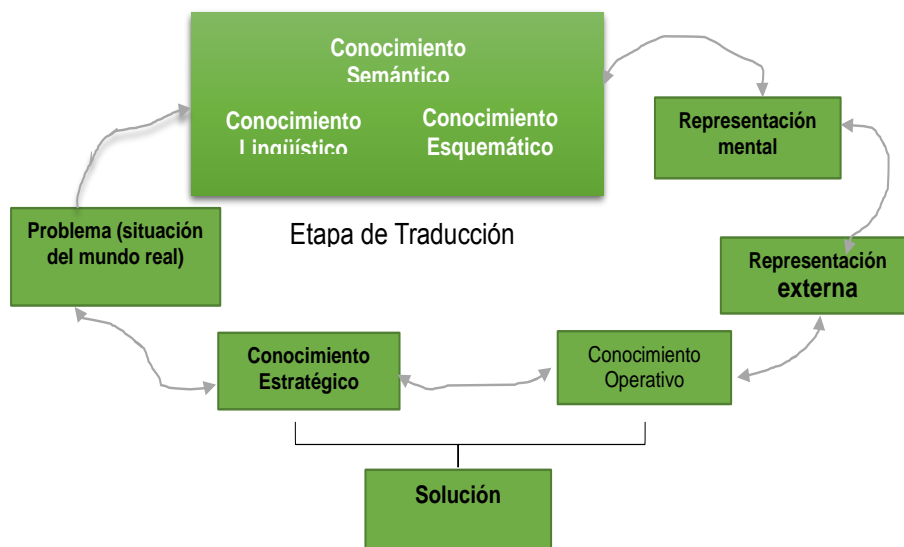 Conocimiento
Semántico
Conocimiento
Lingüístico
Conocimiento
Esquemático
Representación
mental
Problema (situación
del mundo real)
Etapa de Traducción
Representación
externa
Conocimiento
Estratégico
Conocimiento
Operativo
Solución